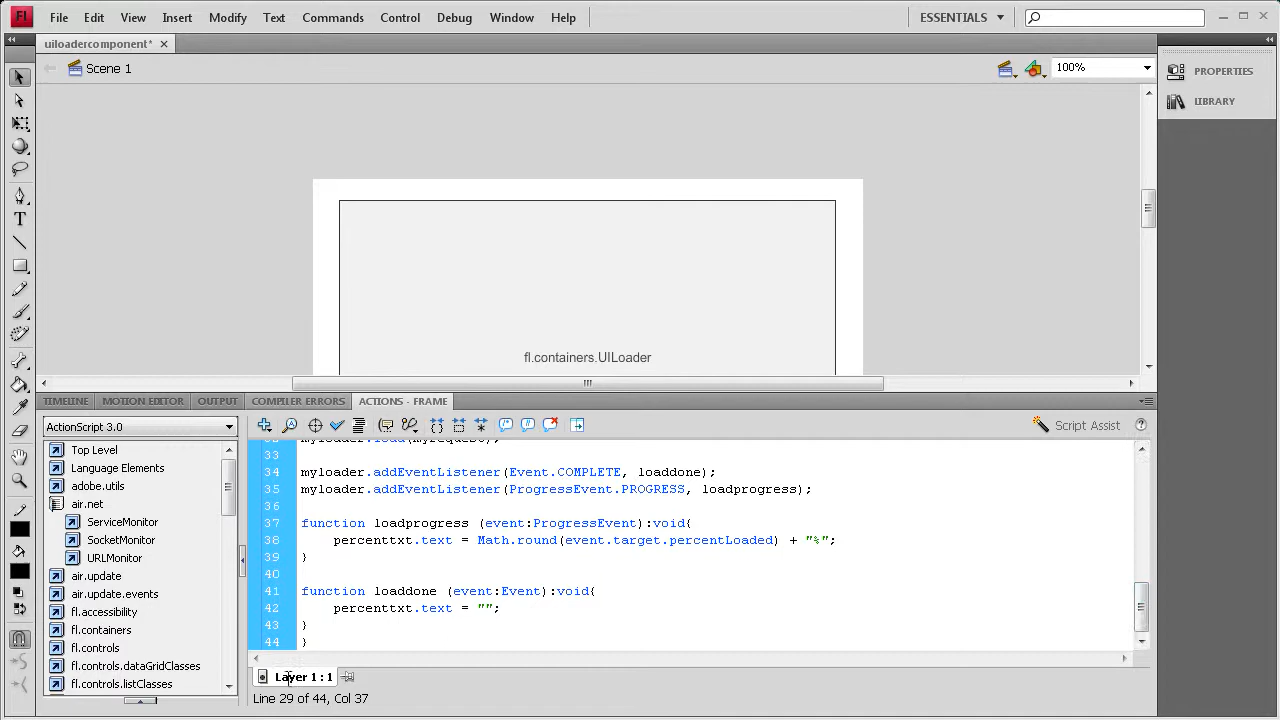 Fl File Edit View Insert Modify Text Commands Control Debug Window Help ESSENTIALS
uiloadercomponent*
Scene 1 100%
PROPERTIES
LIBRARY
fl.containers.UILoader
TIMELINE MOTION EDITOR OUTPUT COMPILER ERRORS ACTIONS - FRAME
ActionScript 3.0 Script Assist
Top Level
Language Elements
adobe.utils
air.net
ServiceMonitor
SocketMonitor
URLMonitor
air.update
air.update.events
fl.accessibility
fl.containers
fl.controls
fl.controls.dataGridClasses
fl.controls.listClasses
33
34 myloader.addEventListener(Event.COMPLETE, loaddone);
35 myloader.addEventListener(ProgressEvent.PROGRESS, loadprogress);
36
37 function loadprogress (event:ProgressEvent):void{
38 percenttxt.text = Math.round(event.target.percentLoaded) + "%";
39 }
40
41 function loaddone (event:Event):void{
42 percenttxt.text = "";
43 }
44 }
Layer 1 : 1
Line 29 of 44, Col 37